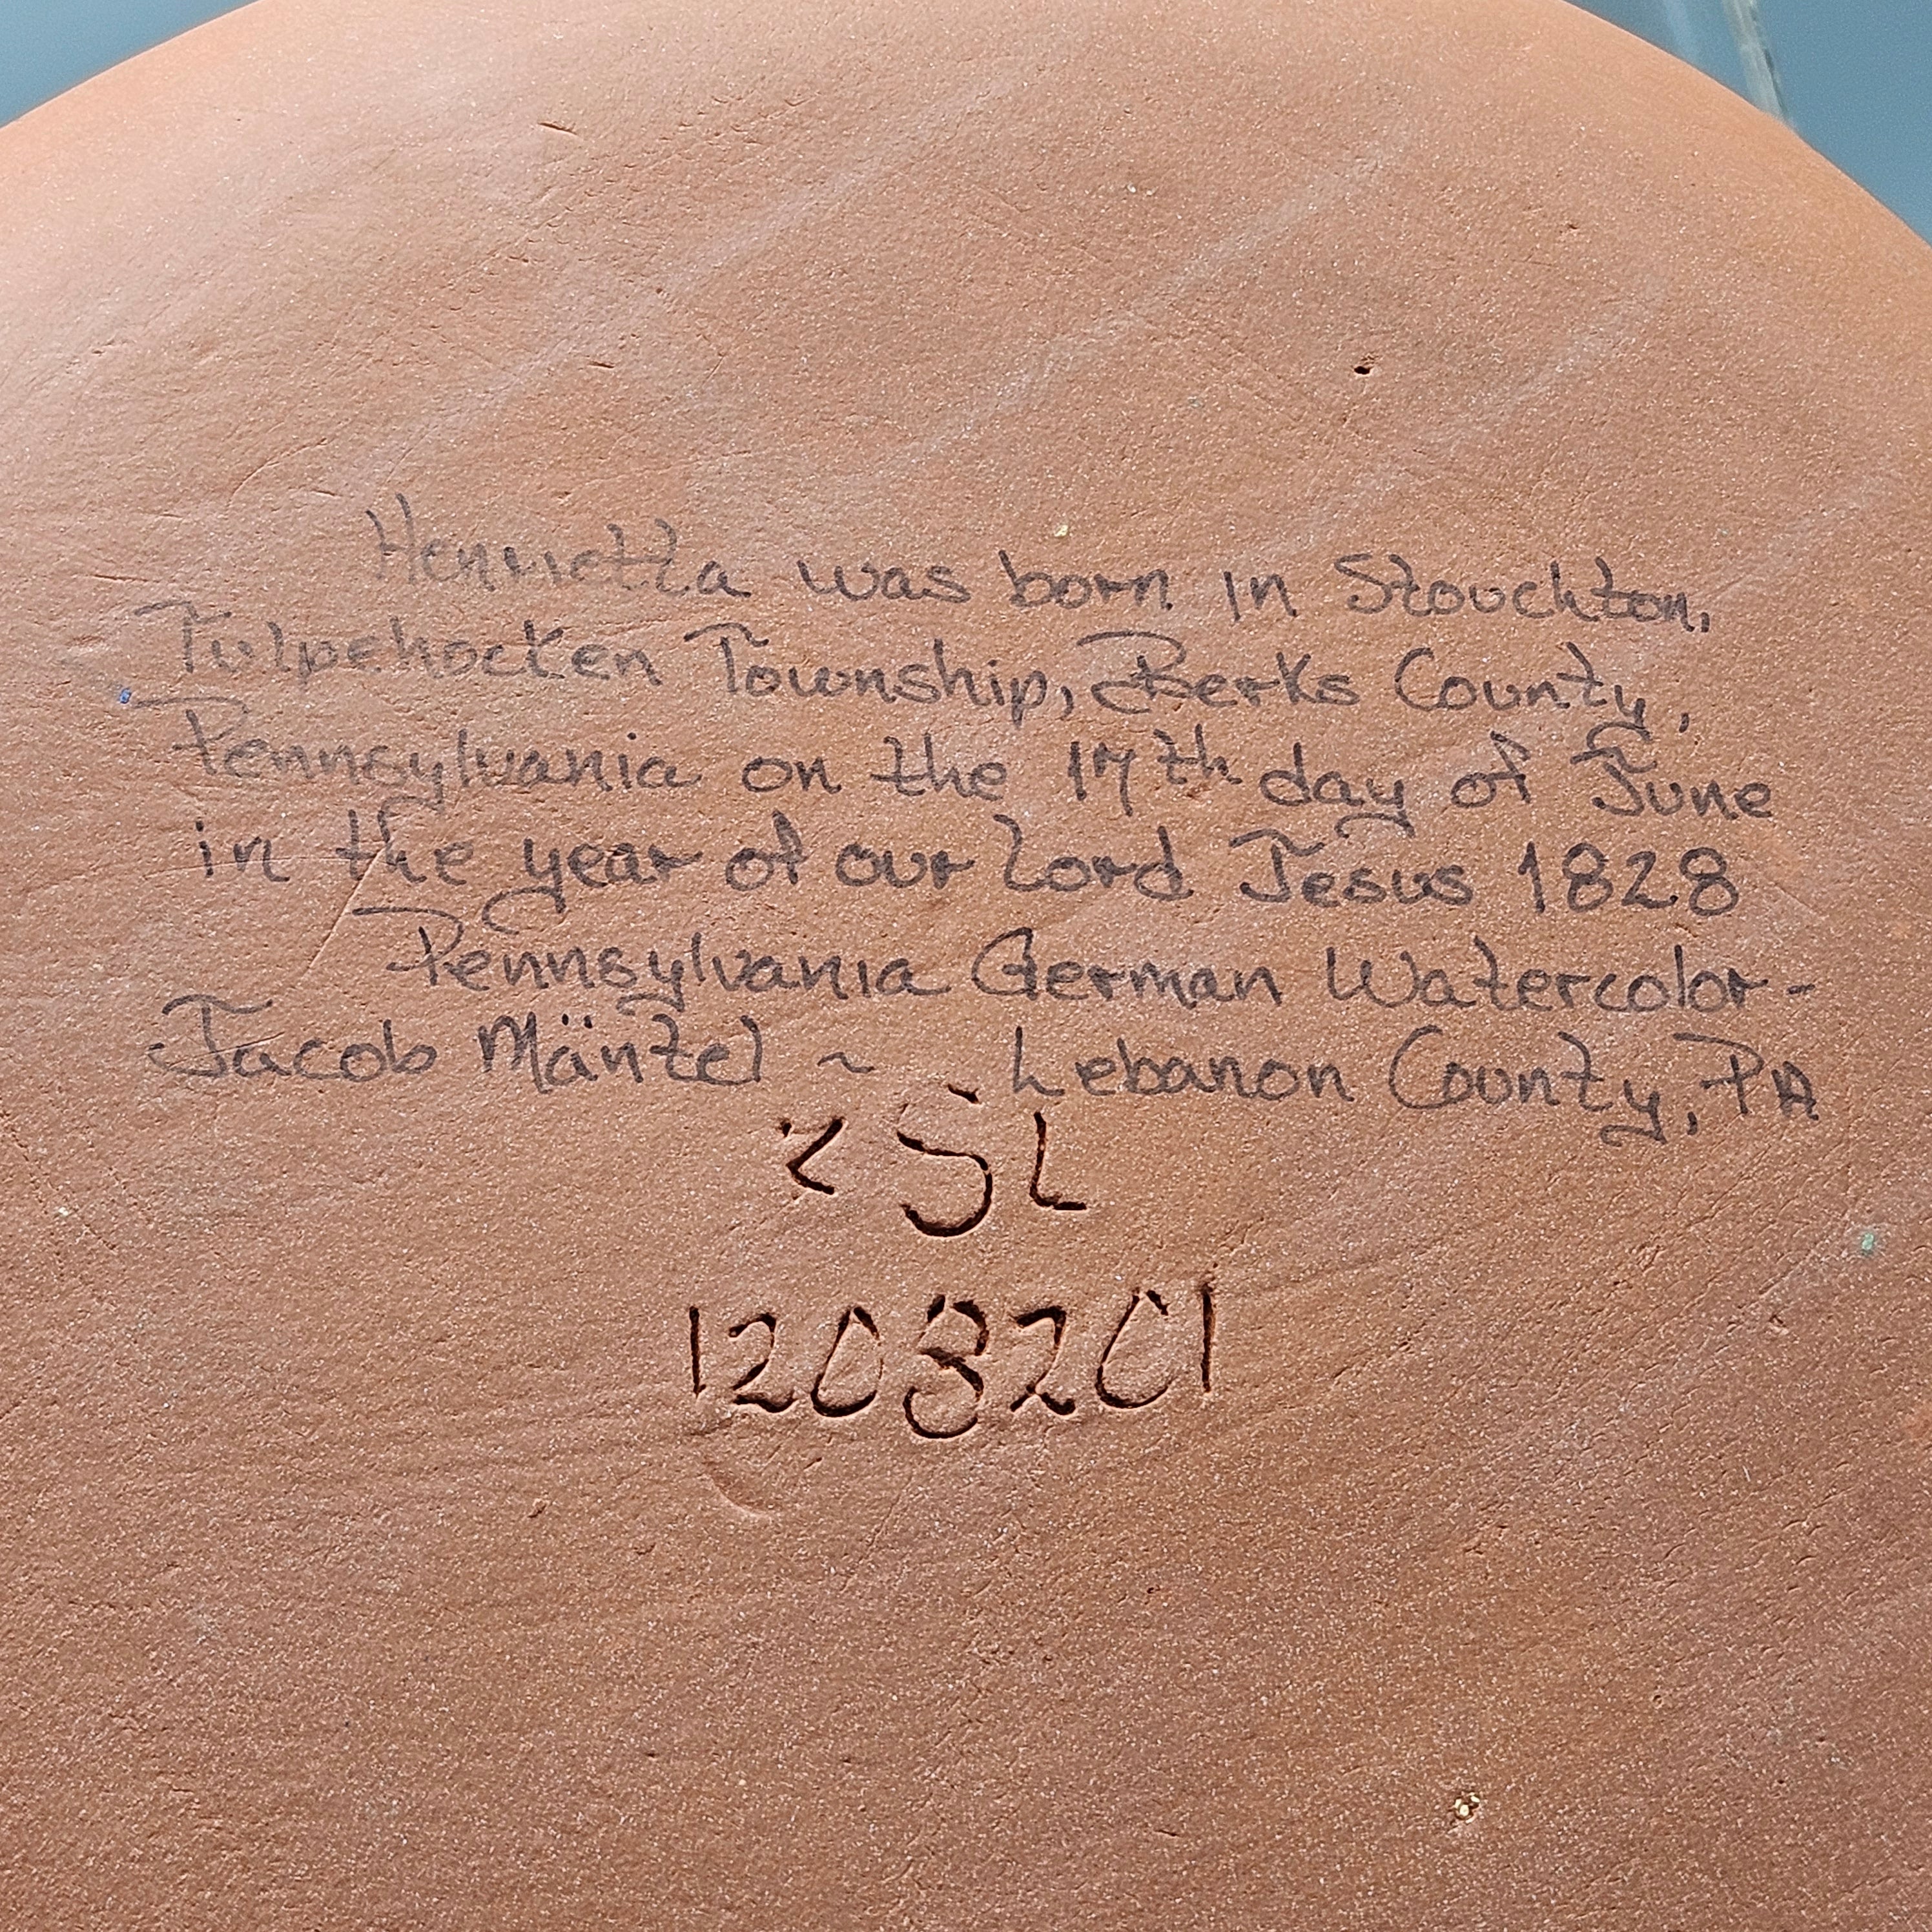 Henrietta was born in Stouchton,
Tulpehocken Township, Berks County,
Pennsylvania on the 17th day of June
in the year of our Lord Jesus 1828
Pennsylvania German Watercolor-
Jacob Mäntel ~ Lebanon County, PA
SL
1203201